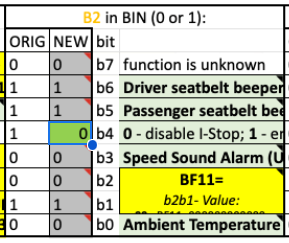 B2 in BIN (0 or 1):
ORIG NEW bit
0 0 b7 function is unknown
1 1 b6 Driver seatbelt beeper
1 1 b5 Passenger seatbelt bee
1 0 b4 0 - disable I-Stop; 1 - er
0 0 b3 Speed Sound Alarm (U
0 0 b2 BF11=
1 1 b1 b2b1- Value:
0 0 b0 Ambient Temperature